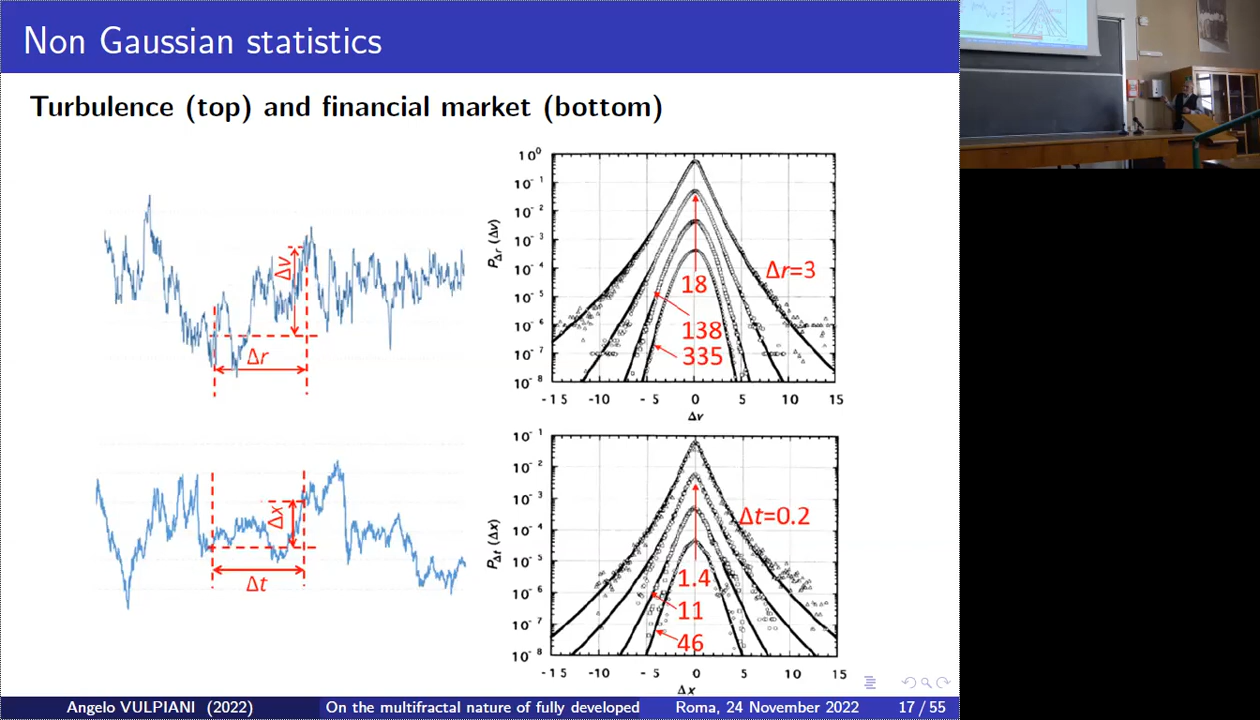 Non Gaussian statistics
Turbulence (top) and financial market (bottom)
Δv
Δr
10⁰
10⁻¹
10⁻²
10⁻³
10⁻⁴
10⁻⁵
10⁻⁶
10⁻⁷
10⁻⁸
P_Δr (Δv)
Δr=3
18
138
335
-15 -10 -5 0 5 10 15
Δv
Δx
Δt
10⁻¹
10⁻²
10⁻³
10⁻⁴
10⁻⁵
10⁻⁶
10⁻⁷
10⁻⁸
P_Δt (Δx)
Δt=0.2
1.4
11
46
-15 -10 -5 0 5 10 15
Δx
Angelo VULPIANI (2022) On the multifractal nature of fully developed Roma, 24 November 2022 17 / 55